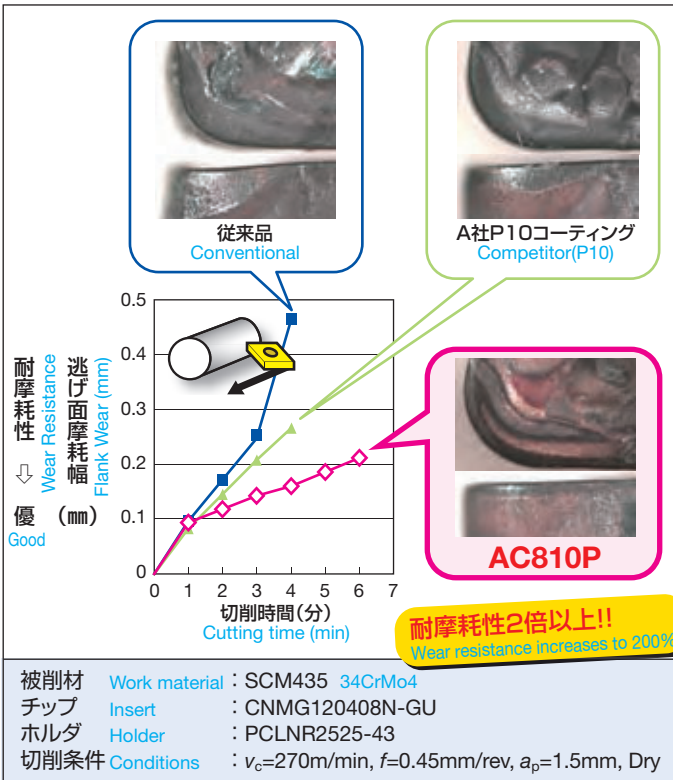 従来品
Conventional
A社P10コーティング
Competitor(P10)
耐摩耗性 ⇩ 優
Wear Resistance
Good
逃げ面摩耗幅 (㎜)
Flank Wear (mm)
0.5
0.4
0.3
0.2
0.1
0
0 1 2 3 4 5 6 7
切削時間(分)
Cutting time (min)
AC810P
耐摩耗性2倍以上!!
Wear resistance increases to 200%
被削材 Work material : SCM435 34CrMo4
チップ Insert : CNMG120408N-GU
ホルダ Holder : PCLNR2525-43
切削条件 Conditions : vc=270m/min, f=0.45mm/rev, ap=1.5mm, Dry